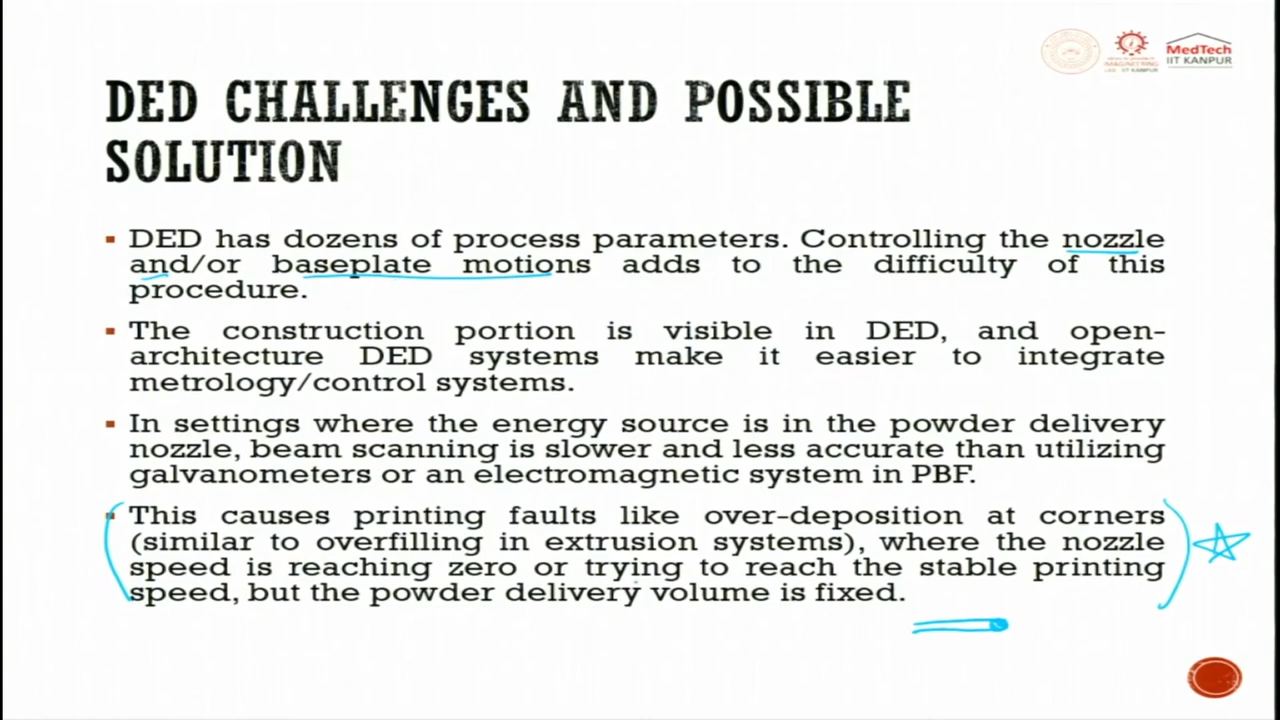 MedTech
IIT KANPUR
DED CHALLENGES AND POSSIBLE
SOLUTION
DED has dozens of process parameters. Controlling the nozzle
and/or baseplate motions adds to the difficulty of this
procedure.
The construction portion is visible in DED, and open-
architecture DED systems make it easier to integrate
metrology/control systems.
In settings where the energy source is in the powder delivery
nozzle, beam scanning is slower and less accurate than utilizing
galvanometers or an electromagnetic system in PBF.
This causes printing faults like over-deposition at corners
(similar to overfilling in extrusion systems), where the nozzle
speed is reaching zero or trying to reach the stable printing
speed, but the powder delivery volume is fixed.